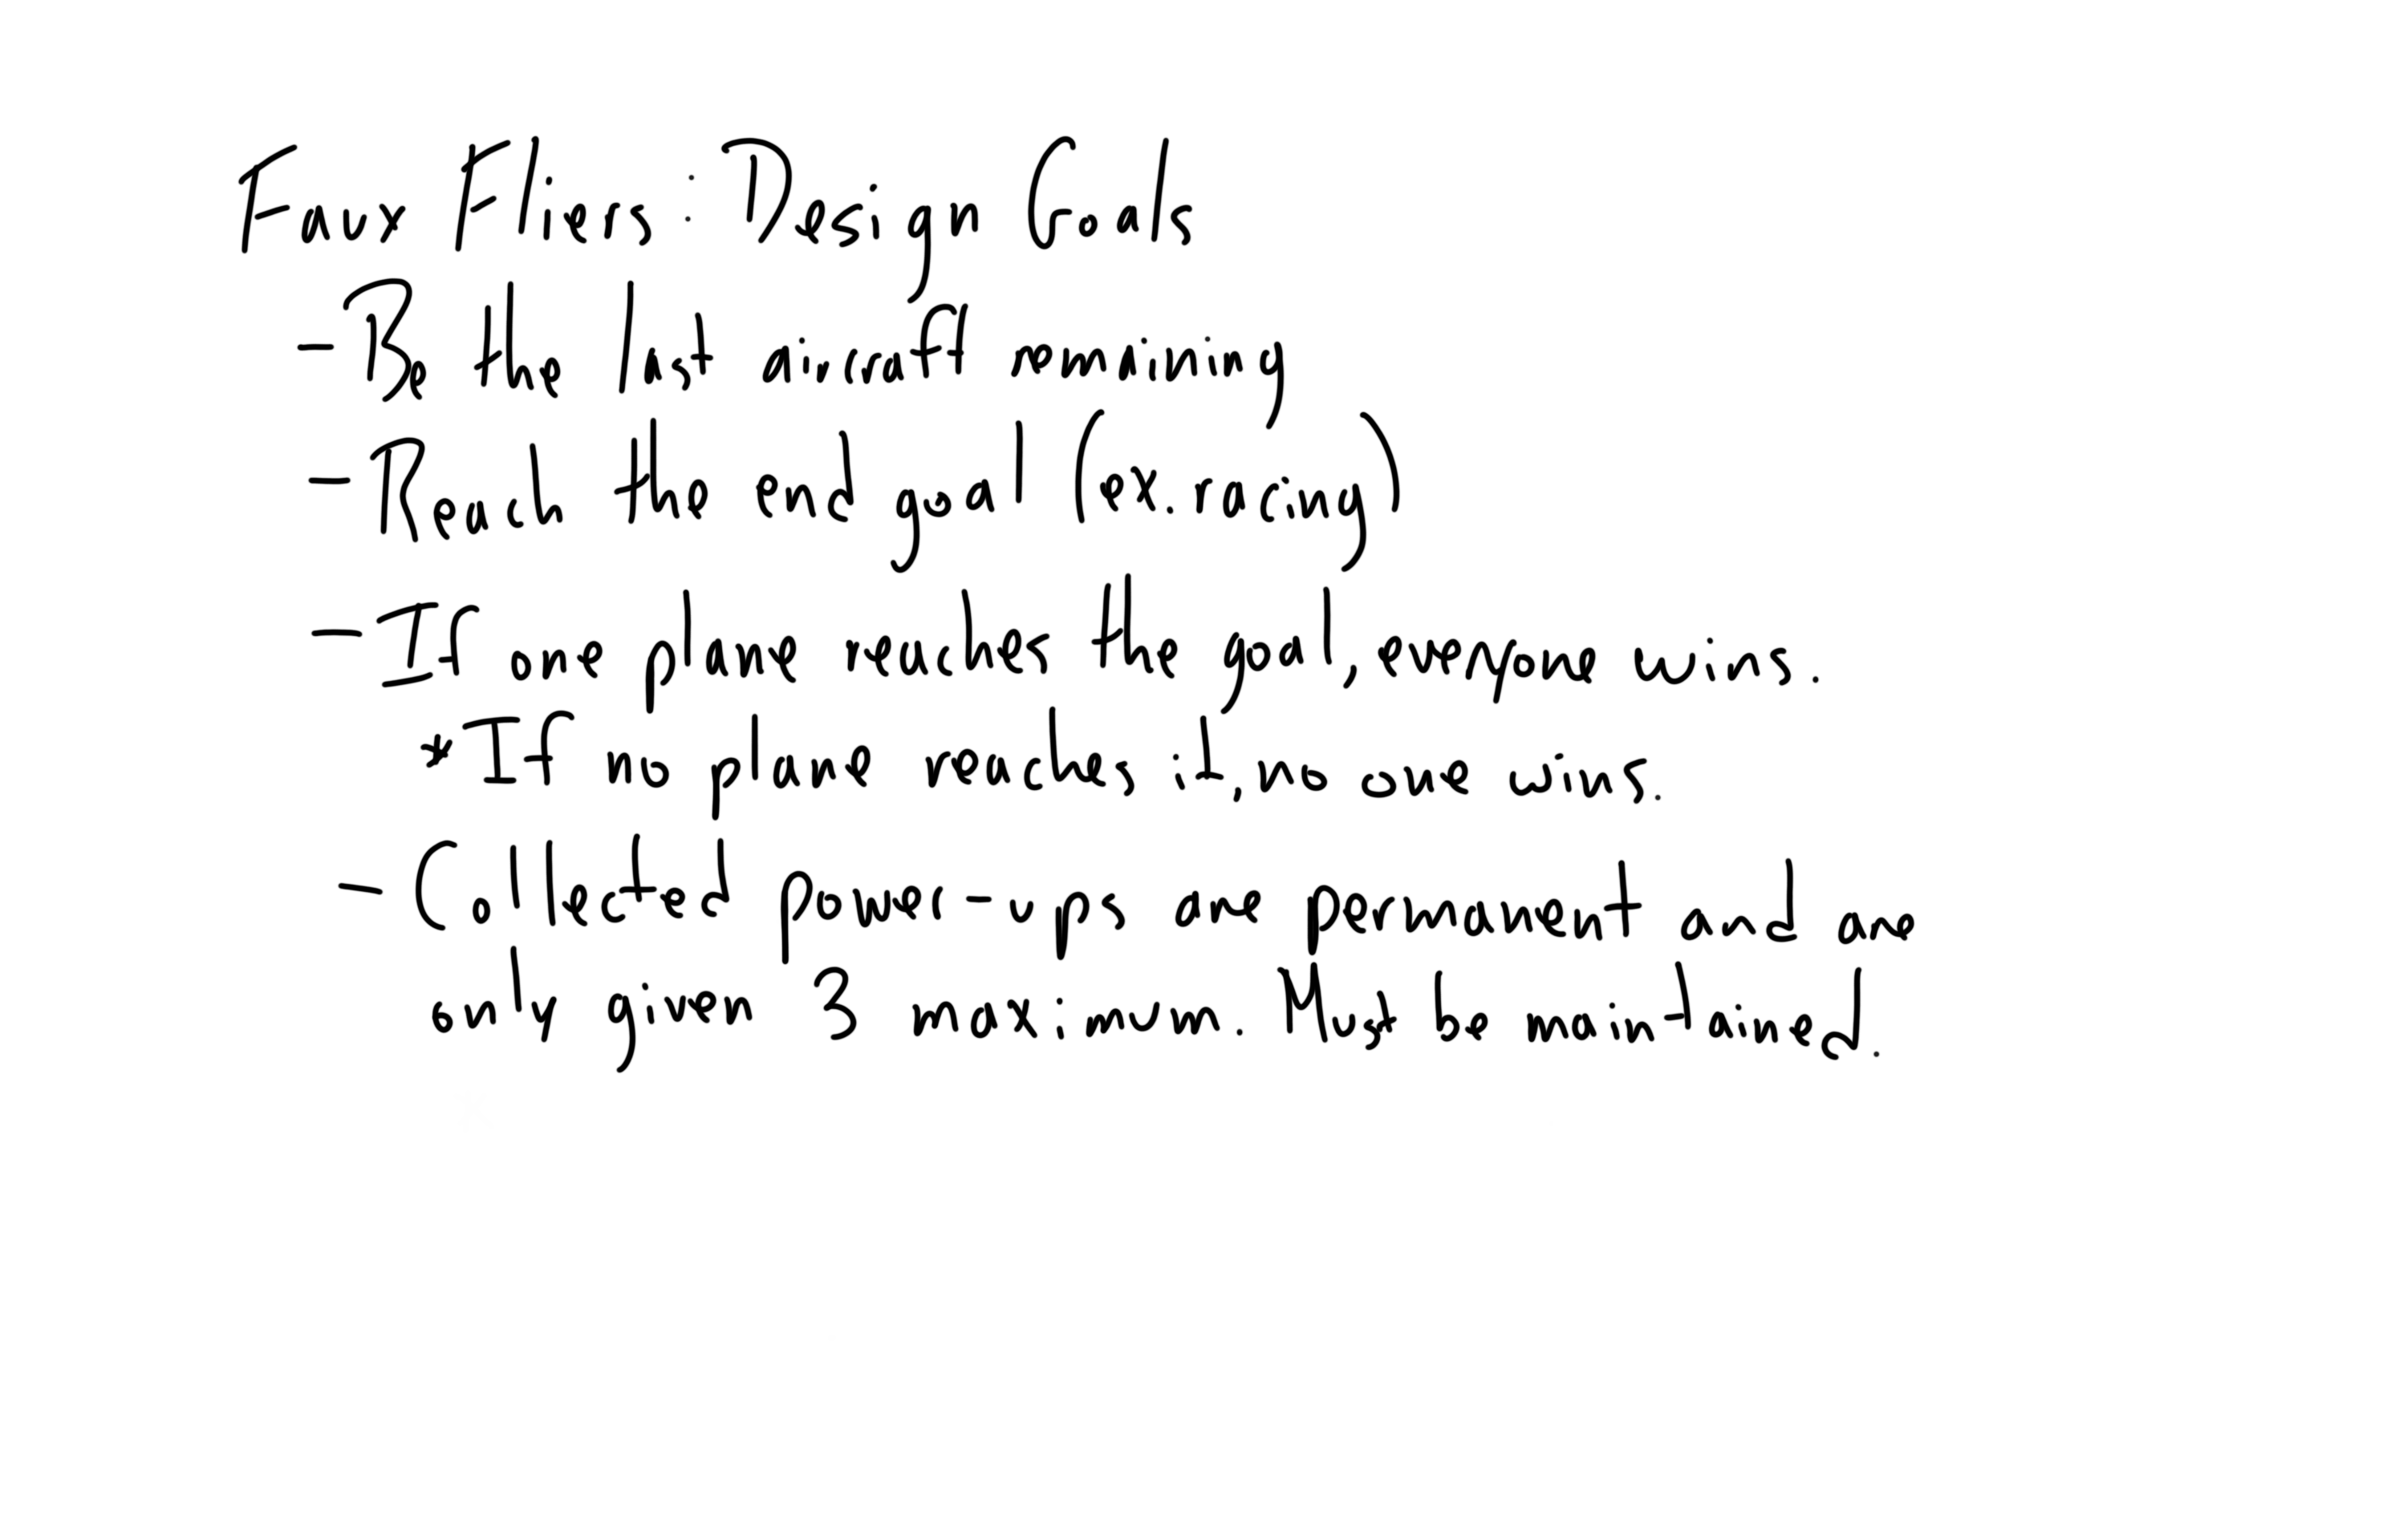 Faux Fliers: Design Goals
- Be the last aircraft remaining
- Reach the end goal (ex. racing)
- If one plane reaches the goal, everyone wins.
* If no plane reaches it, no one wins.
- Collected power-ups are permanent and are
only given 3 maximum. Must be maintained.